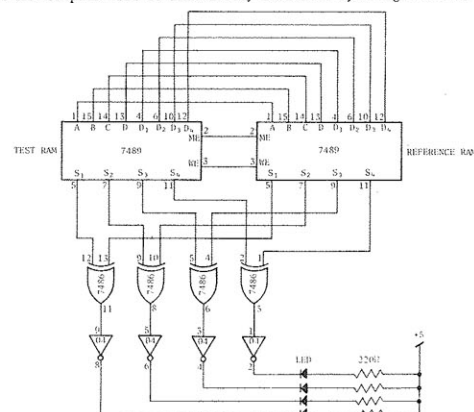 1 15 14 13 4 6 10 12 1 15 14 13 4 6 10 12
A B C D D1 D2 D3 D4 A B C D D1 D2 D3 D4
ME 2 2 ME
TEST RAM 7489 7489 REFERENCE RAM
WE 3 3 WE
S1 S2 S3 S4 S1 S2 S3 S4
5 7 9 11 5 7 9 11
12 13 9 10 5 4 2 1
7486 7486 7486 7486
11 8 6 3
9 5 3 1
04 04 04 04
8 6 4 2
LED 220Ω +5